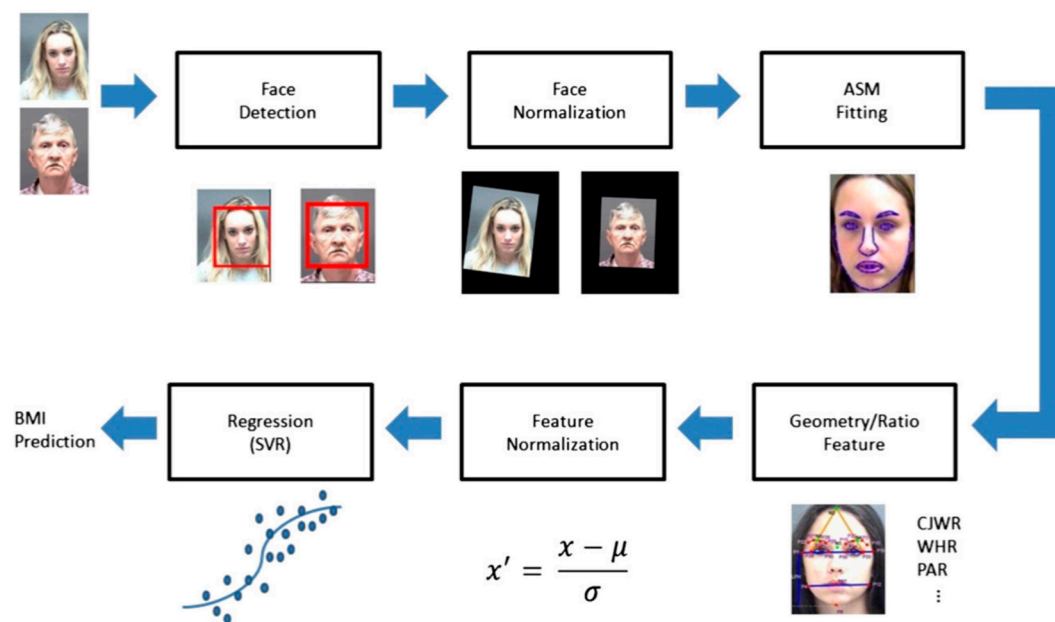 Face
Detection
Face
Normalization
ASM
Fitting
Geometry/Ratio
Feature
CJWR
WHR
PAR
⋮
Feature
Normalization
x′ = (x − μ) / σ
Regression
(SVR)
BMI
Prediction